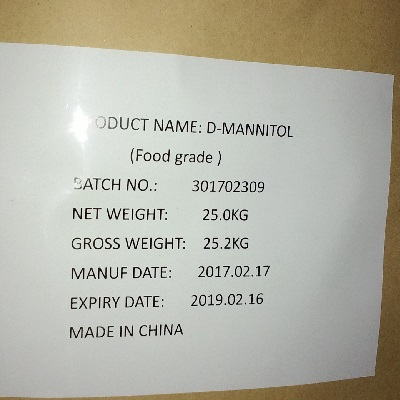 PRODUCT NAME: D-MANNITOL
(Food grade )
BATCH NO.: 301702309
NET WEIGHT: 25.0KG
GROSS WEIGHT: 25.2KG
MANUF DATE: 2017.02.17
EXPIRY DATE: 2019.02.16
MADE IN CHINA